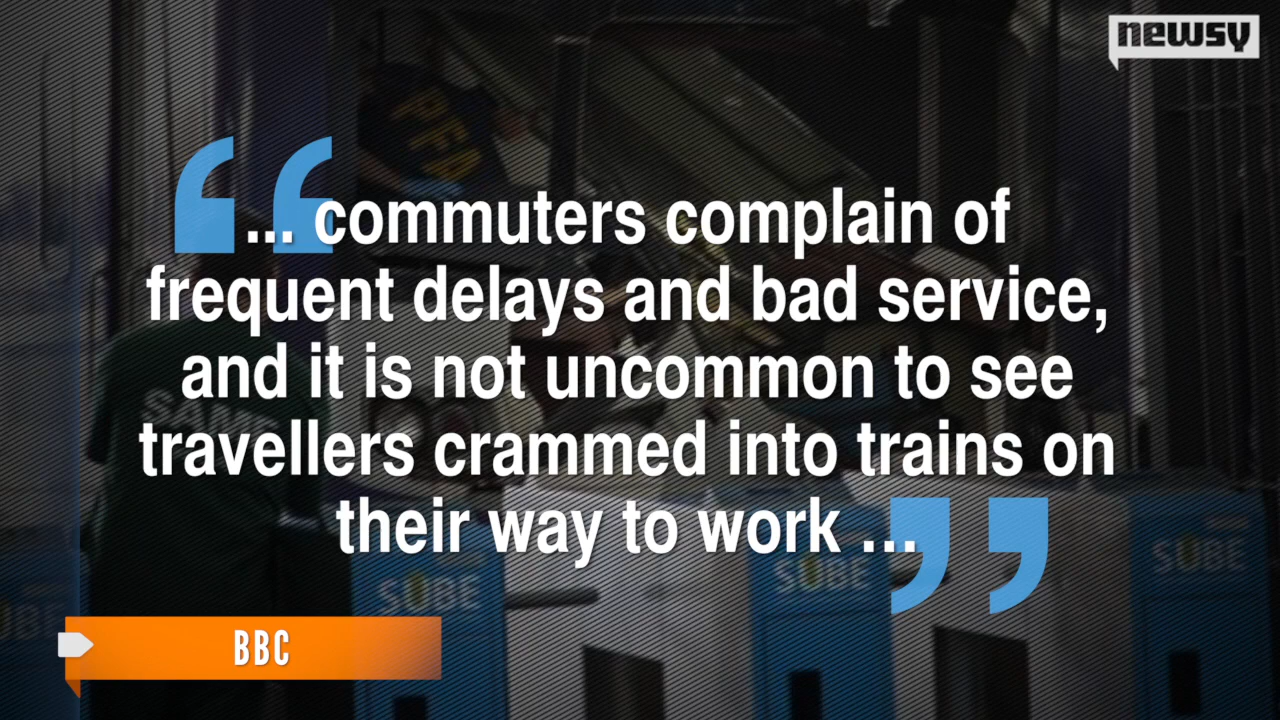 newsy
... commuters complain of
frequent delays and bad service,
and it is not uncommon to see
travellers crammed into trains on
their way to work ...
PFA
SUBE
SUBE
SUBE
BBC